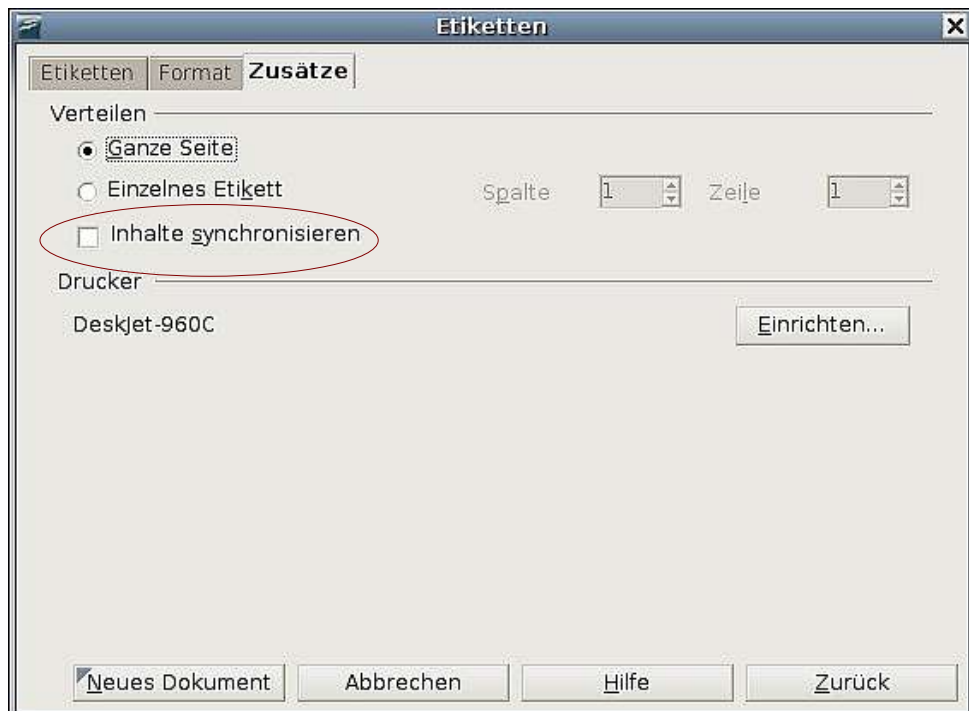 Etiketten
Etiketten Format Zusätze
Verteilen
Ganze Seite
Einzelnes Etikett Spalte 1 Zeile 1
Inhalte synchronisieren
Drucker
DeskJet-960C Einrichten...
Neues Dokument Abbrechen Hilfe Zurück